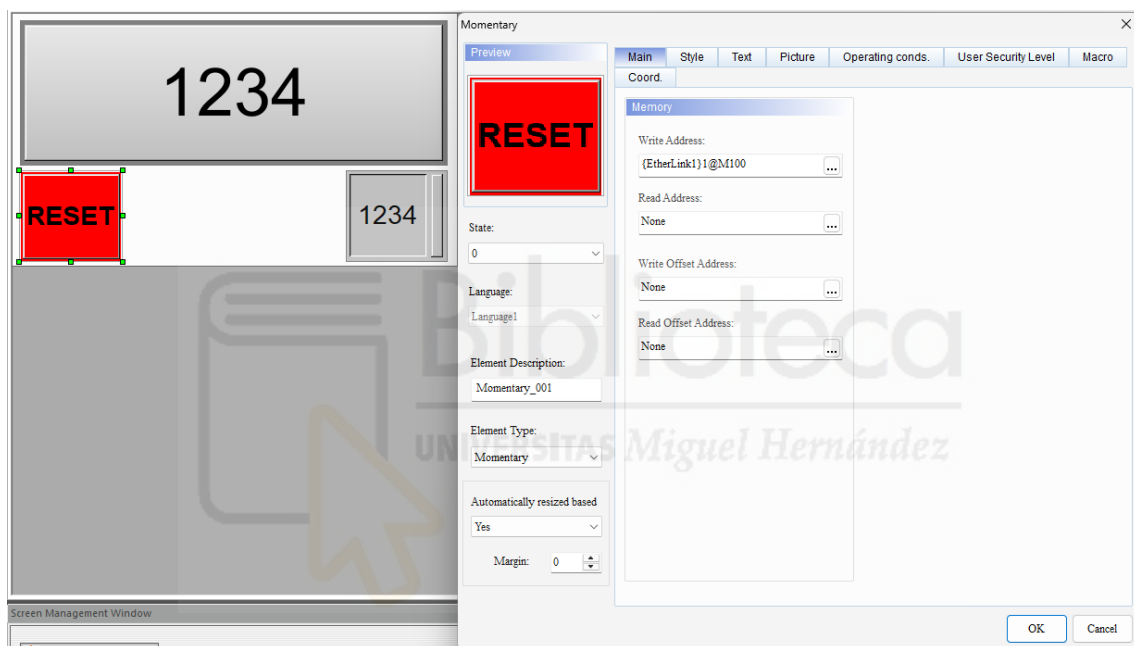 Momentary
1234
RESET
1234
Screen Management Window
Preview
RESET
State:
0
Language:
Language1
Element Description:
Momentary_001
Element Type:
Momentary
Automatically resized based
Yes
Margin: 0
Main Style Text Picture Operating conds. User Security Level Macro
Coord.
Memory
Write Address:
{EtherLink1}1@M100
...
Read Address:
None
...
Write Offset Address:
None
...
Read Offset Address:
None
...
OK Cancel
Biblioteca
UNIVERSITAS Miguel Hernández